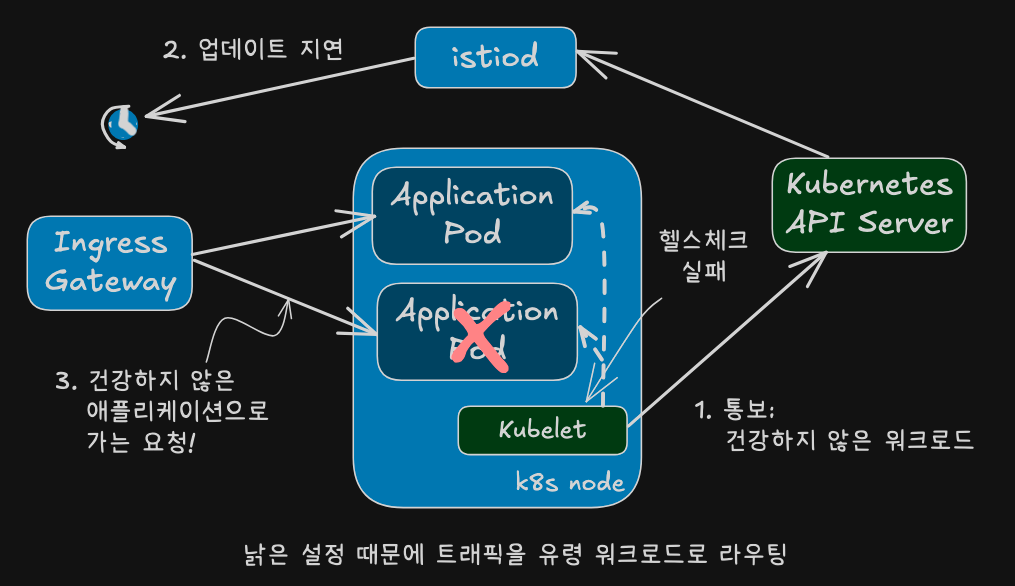 2. 업데이트 지연
istiod
Kubernetes
API Server
Application
Pod
Ingress
Gateway
헬스체크
실패
Application
Pod
3. 건강하지 않은
애플리케이션으로
가는 요청!
Kubelet
1. 통보:
건강하지 않은 워크로드
k8s node
낡은 설정 때문에 트래픽을 유령 워크로드로 라우팅